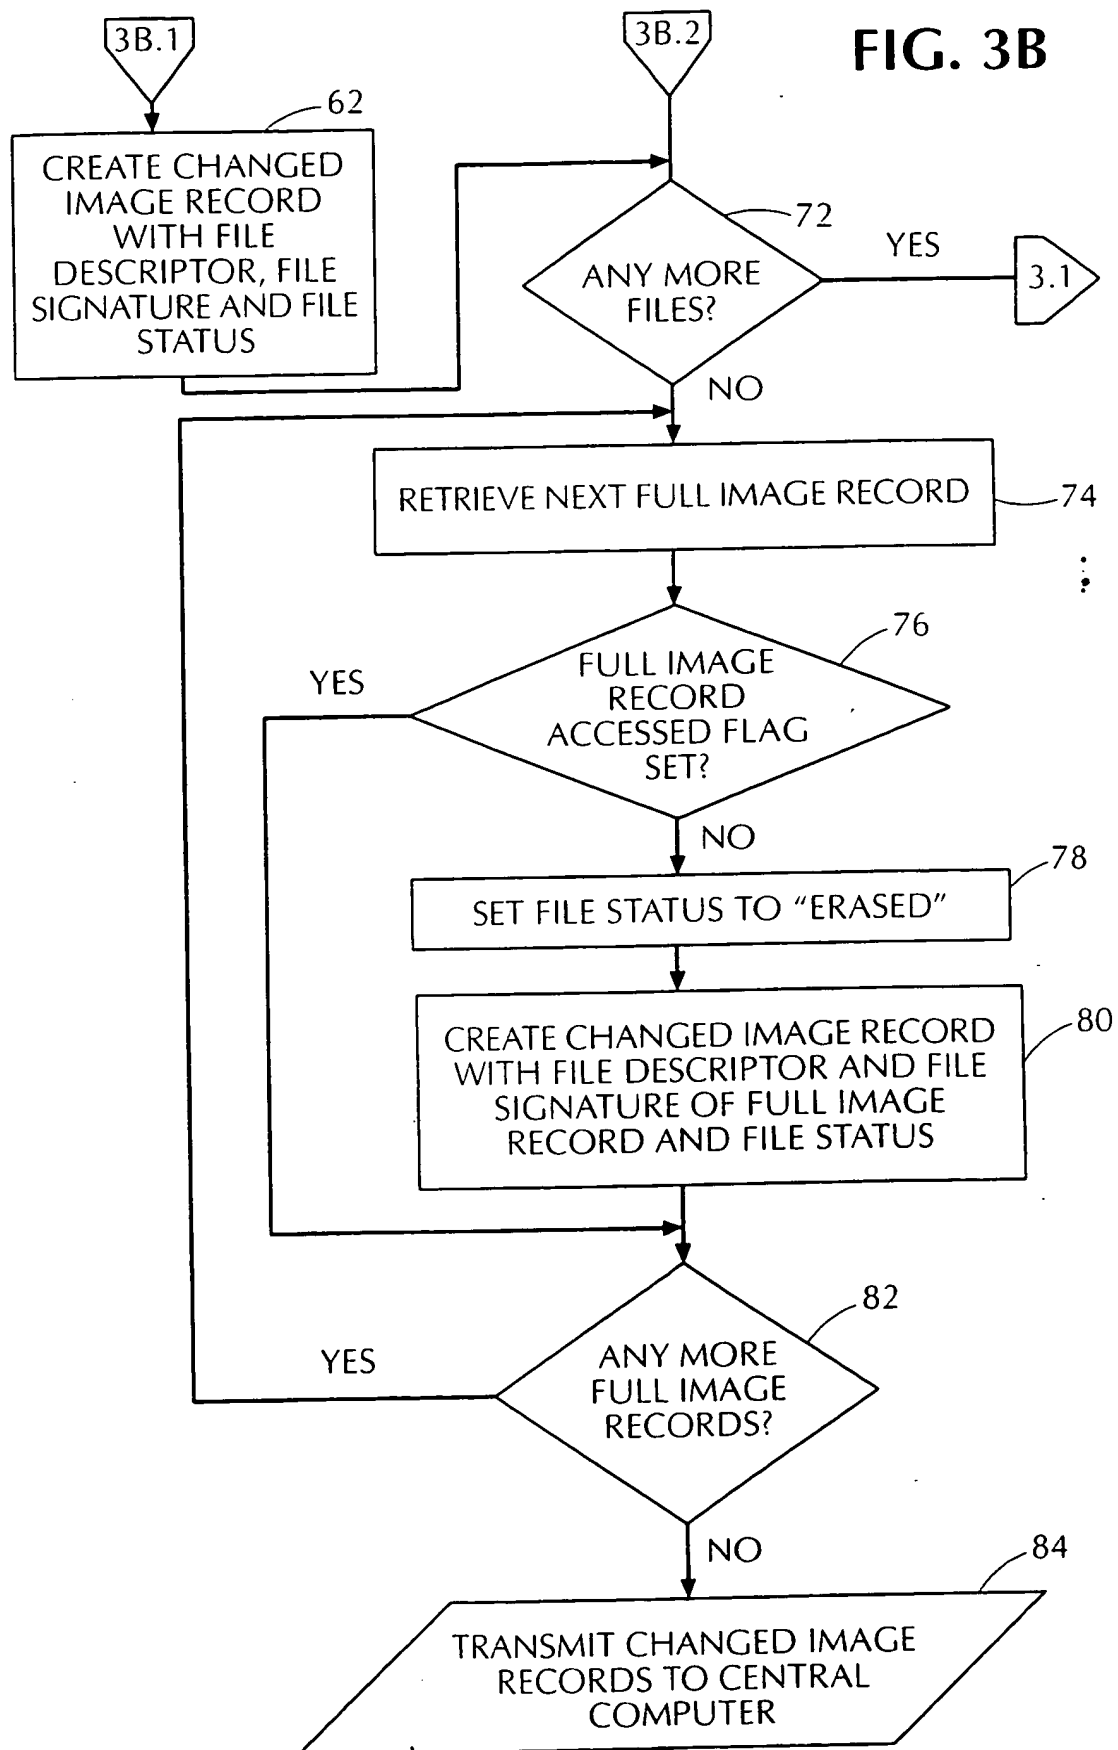 3B.1
3B.2
FIG. 3B
62
CREATE CHANGED
IMAGE RECORD
WITH FILE
DESCRIPTOR, FILE
SIGNATURE AND FILE
STATUS
72
ANY MORE
FILES?
YES
3.1
NO
RETRIEVE NEXT FULL IMAGE RECORD
74
76
FULL IMAGE
RECORD
ACCESSED FLAG
SET?
YES
NO
78
SET FILE STATUS TO “ERASED”
80
CREATE CHANGED IMAGE RECORD
WITH FILE DESCRIPTOR AND FILE
SIGNATURE OF FULL IMAGE
RECORD AND FILE STATUS
82
ANY MORE
FULL IMAGE
RECORDS?
YES
NO
84
TRANSMIT CHANGED IMAGE
RECORDS TO CENTRAL
COMPUTER